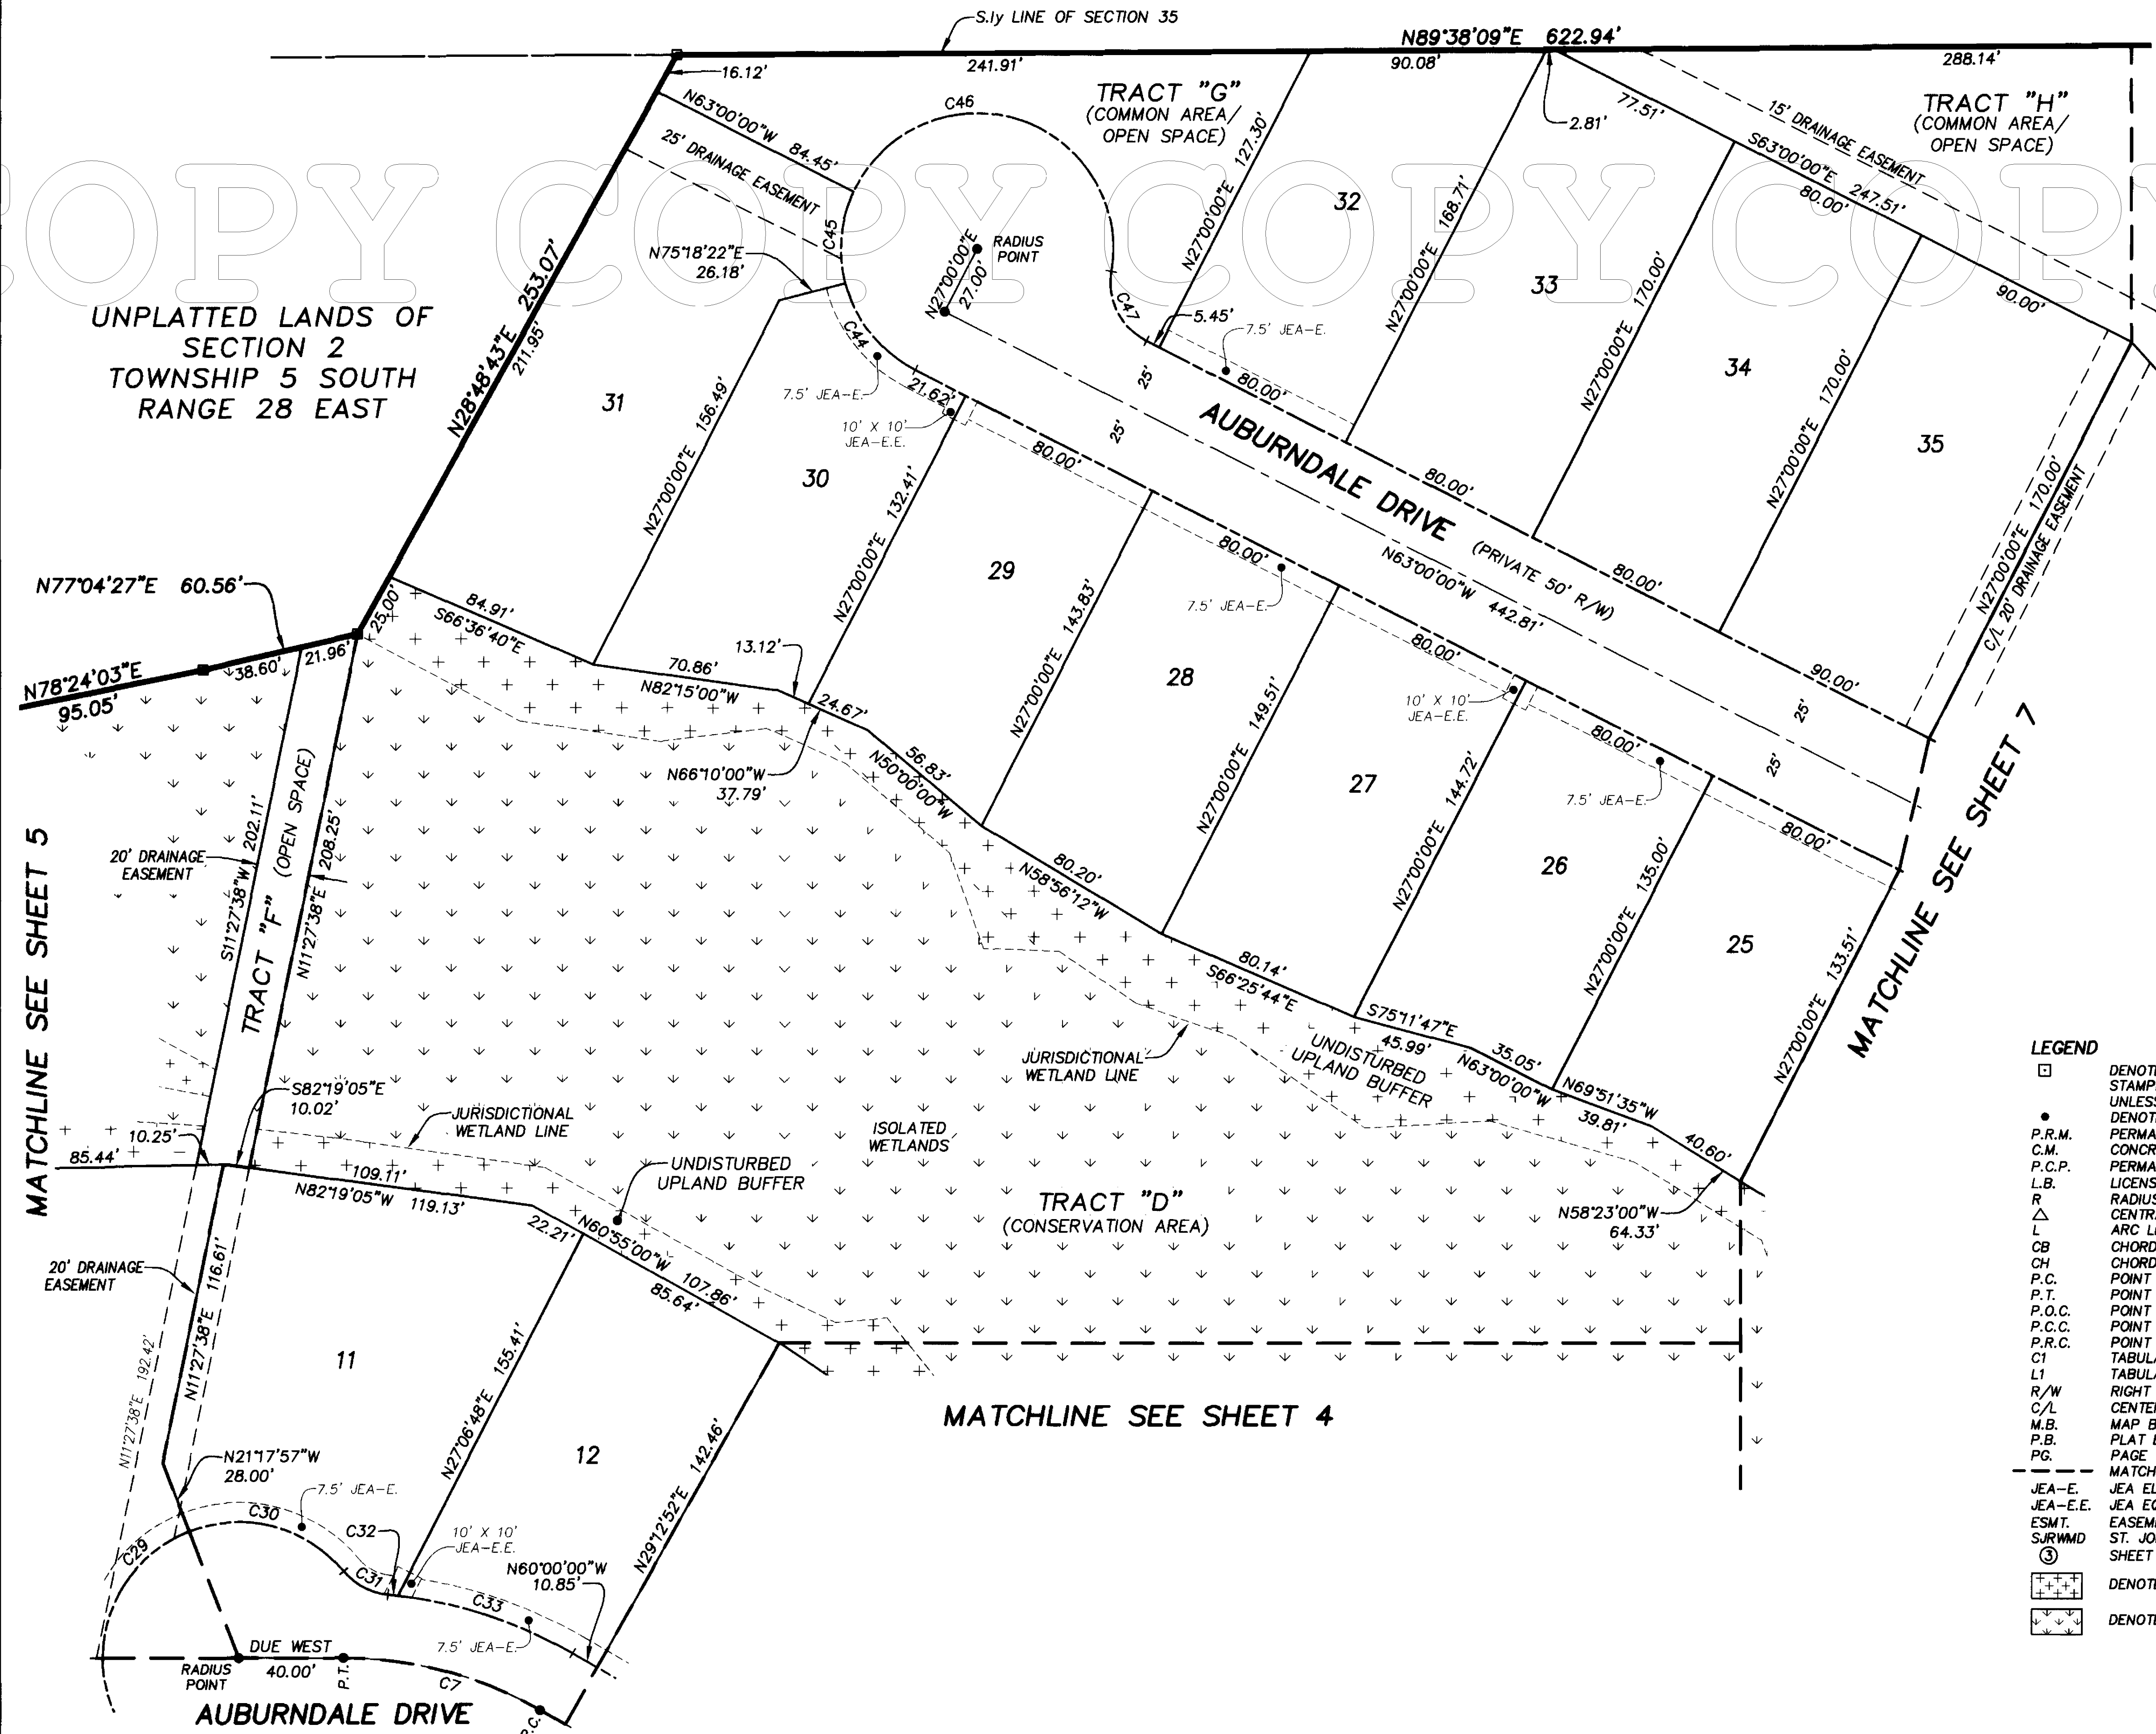 S.ly LINE OF SECTION 35
N89°38'09"E 622.94'
16.12'
241.91'
90.08'
288.14'
TRACT "G"
(COMMON AREA/
OPEN SPACE)
TRACT "H"
(COMMON AREA/
OPEN SPACE)
C46
N63°00'00"W 84.45'
25' DRAINAGE EASEMENT
77.51'
2.81'
15' DRAINAGE EASEMENT
S63°00'00"E 247.51'
80.00'
90.00'
COPY COPY COPY COPY
127.30'
N27°00'00"E
32
168.71'
N27°00'00"E
33
N27°00'00"E 170.00'
34
N27°00'00"E 170.00'
35
N27°00'00"E 170.00'
C/L 20' DRAINAGE EASEMENT
C45
N75°18'22"E
26.18'
N27°00'00"E
27.00'
RADIUS
POINT
C47
5.45'
7.5' JEA-E.
80.00'
80.00'
80.00'
90.00'
UNPLATTED LANDS OF
SECTION 2
TOWNSHIP 5 SOUTH
RANGE 28 EAST
N28°48'43"E 253.07'
211.95'
31
N27°00'00"E 156.49'
30
C44
7.5' JEA-E.
21.62'
10' X 10'
JEA-E.E.
N27°00'00"E 132.41'
80.00'
25'
25'
AUBURNDALE DRIVE
(PRIVATE 50' R/W)
N63°00'00"W 442.81'
25'
25'
29
N27°00'00"E 143.83'
80.00'
7.5' JEA-E.
28
N27°00'00"E 149.51'
80.00'
10' X 10'
JEA-E.E.
27
N27°00'00"E 144.72'
80.00'
7.5' JEA-E.
26
N27°00'00"E 135.00'
80.00'
25
N27°00'00"E 133.51'
MATCHLINE SEE SHEET 7
N77°04'27"E 60.56'
25.00'
84.91'
S66°36'40"E
N78°24'03"E
95.05'
38.60'
21.96'
70.86'
N82°15'00"W
13.12'
24.67'
N66°10'00"W
37.79'
56.83'
N50°00'00"W
80.20'
N58°56'12"W
80.14'
S66°25'44"E
S75°11'47"E
45.99'
35.05'
N63°00'00"W
N69°51'35"W
39.81'
40.60'
N58°23'00"W
64.33'
UNDISTURBED
UPLAND BUFFER
JURISDICTIONAL
WETLAND LINE
MATCHLINE SEE SHEET 5
20' DRAINAGE
EASEMENT
S11°27'38"W 202.11'
TRACT "F" (OPEN SPACE)
N11°27'38"E 208.25'
S82°19'05"E
10.02'
10.25'
85.44'
JURISDICTIONAL
WETLAND LINE
ISOLATED
WETLANDS
109.11'
N82°19'05"W 119.13'
UNDISTURBED
UPLAND BUFFER
TRACT "D"
(CONSERVATION AREA)
22.21'
N60°55'00"W 107.86'
85.64'
20' DRAINAGE
EASEMENT
N11°27'38"E 116.61'
N11°27'38"E 192.42'
11
N27°06'48"E 155.41'
12
N29°12'52"E 142.46'
MATCHLINE SEE SHEET 4
N21°17'57"W
28.00'
7.5' JEA-E.
C29
C30
C31
C32
10' X 10'
JEA-E.E.
C33
N60°00'00"W
10.85'
7.5' JEA-E.
DUE WEST
40.00'
RADIUS
POINT
P.T.
C7
P.C.
AUBURNDALE DRIVE
LEGEND
UNLESS
P.R.M.
C.M.
P.C.P.
L.B.
R RADIUS
△
L
CB CHORD
CH CHORD
P.C. POINT
P.T. POINT
P.O.C. POINT
P.C.C. POINT
P.R.C. POINT
C1
L1
R/W RIGHT
C/L
M.B. MAP
P.B. PLAT
PG. PAGE
JEA-E. JEA
JEA-E.E. JEA
ESMT.
SJRWMD ST.
③ SHEET